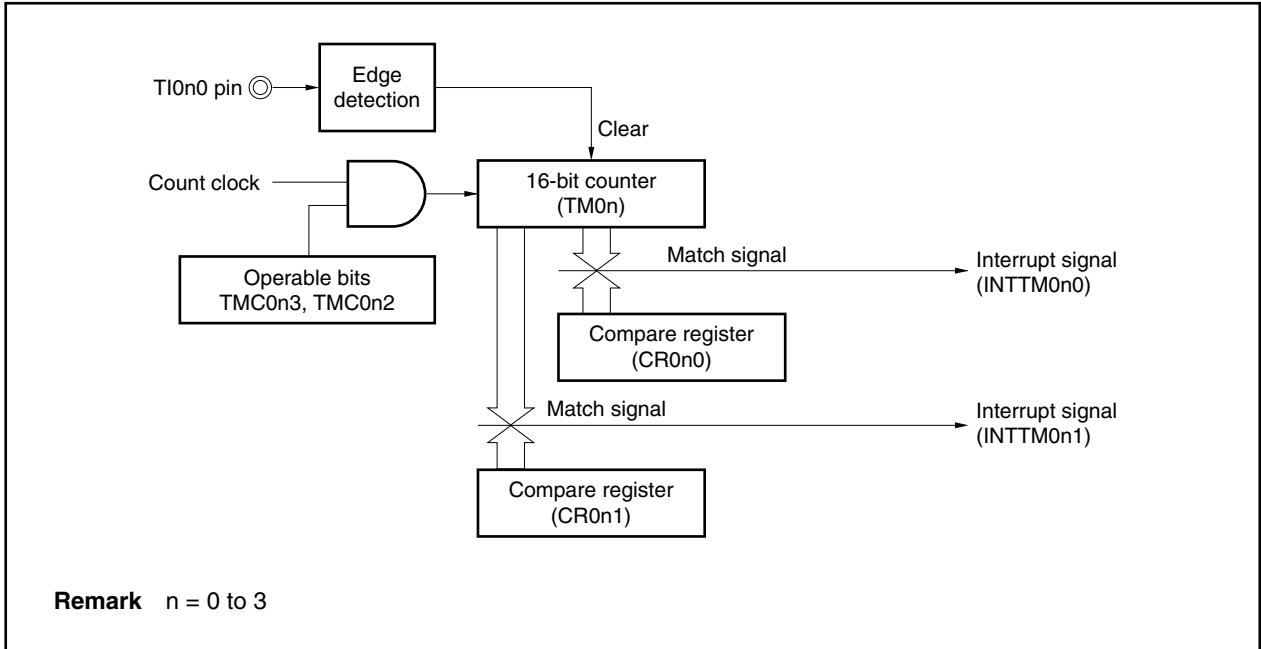 TI0n0 pin
Edge
detection
Clear
Count clock
16-bit counter
(TM0n)
Operable bits
TMC0n3, TMC0n2
Match signal
Interrupt signal
(INTTM0n0)
Compare register
(CR0n0)
Match signal
Interrupt signal
(INTTM0n1)
Compare register
(CR0n1)
Remark n = 0 to 3